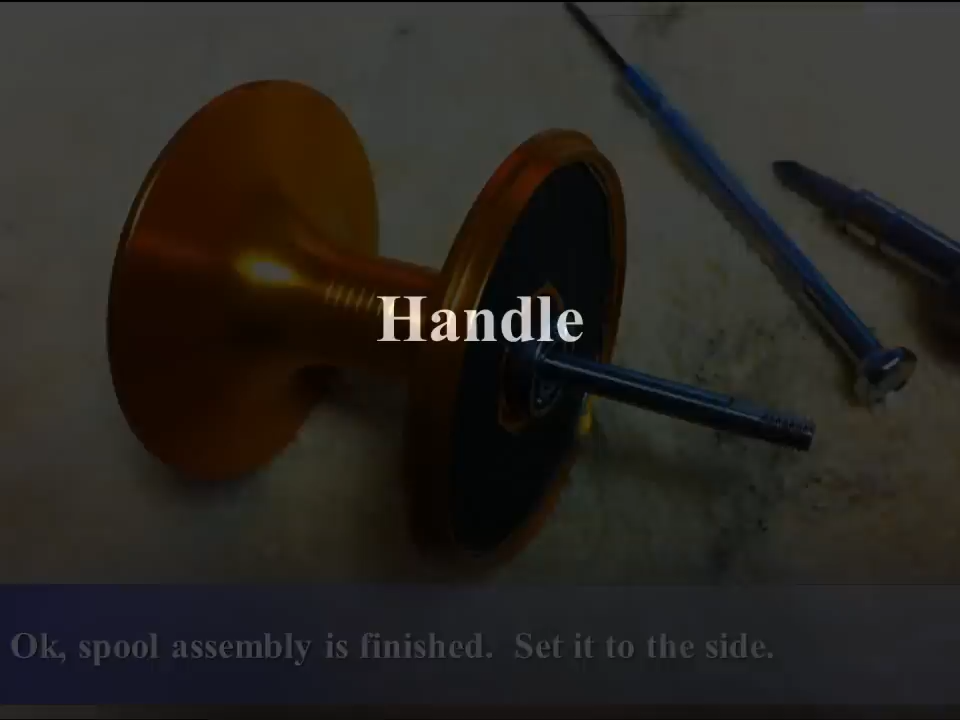 Handle
Ok, spool assembly is finished. Set it to the side.